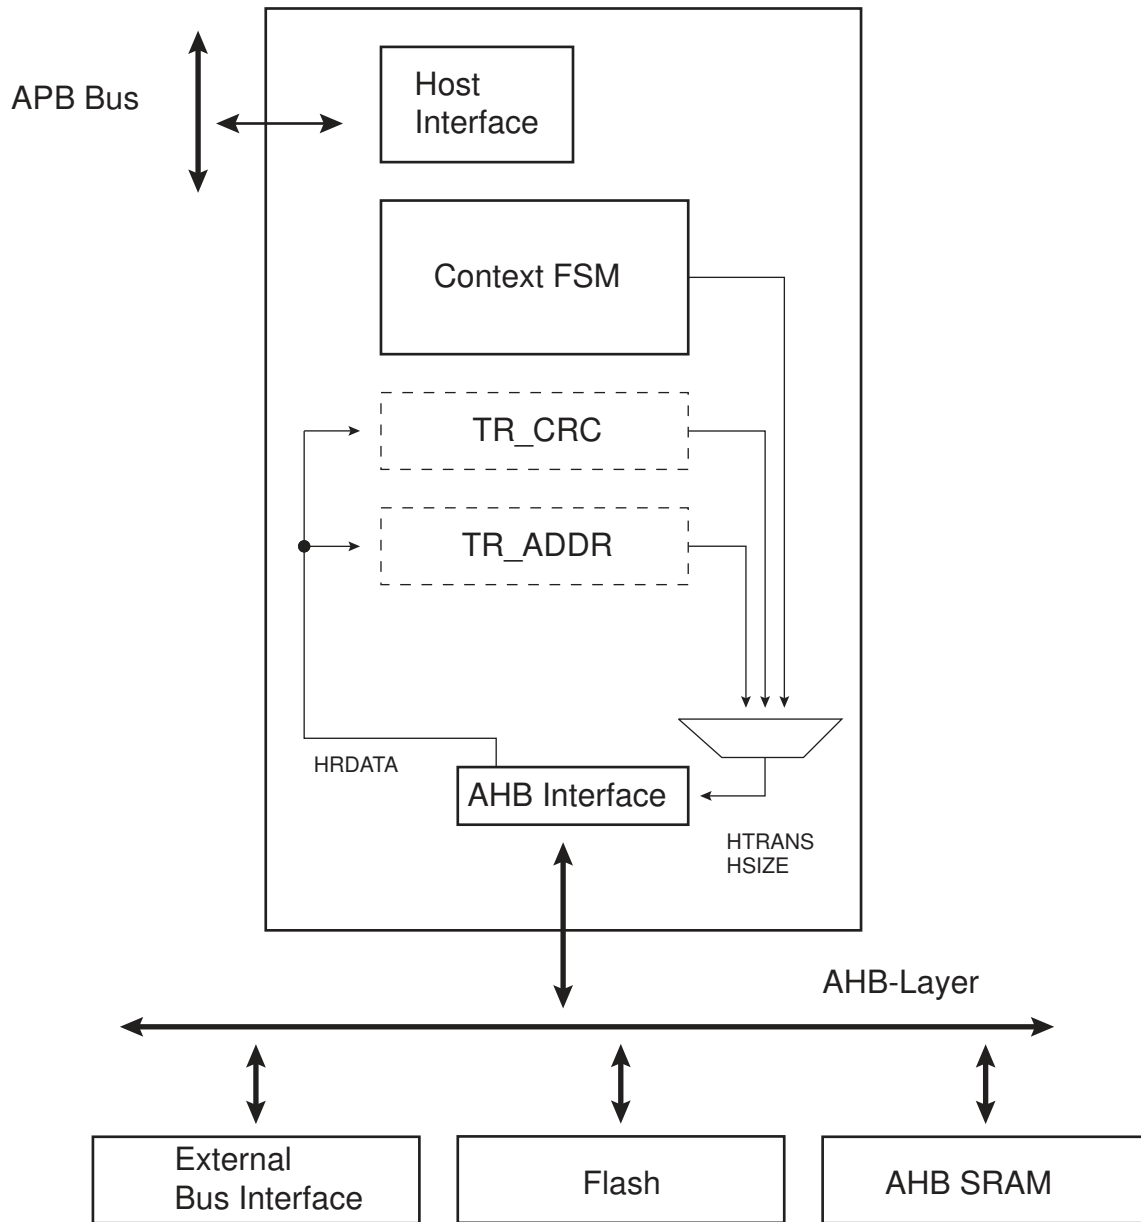 APB Bus
Host
Interface
Context FSM
TR_CRC
TR_ADDR
HRDATA
AHB Interface
HTRANS
HSIZE
AHB-Layer
External
Bus Interface
Flash
AHB SRAM